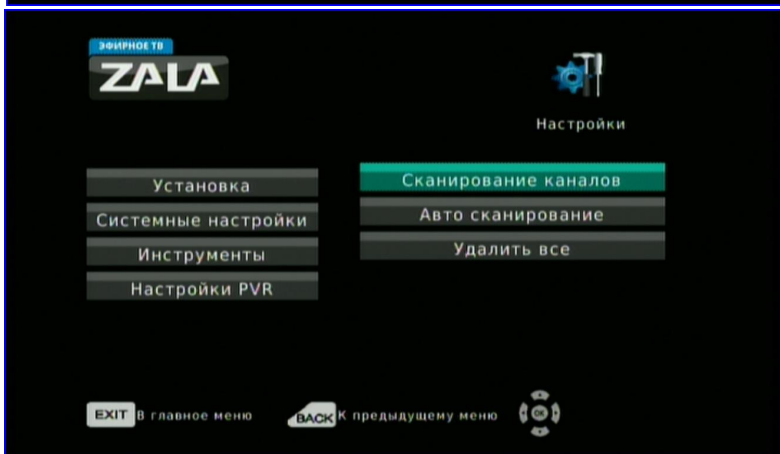 ЭФИРНОЕ ТВ
ZALA
Настройки
Установка
Системные настройки
Инструменты
Настройки PVR
Сканирование каналов
Авто сканирование
Удалить все
EXIT В главное меню
BACK К предыдущему меню
OK